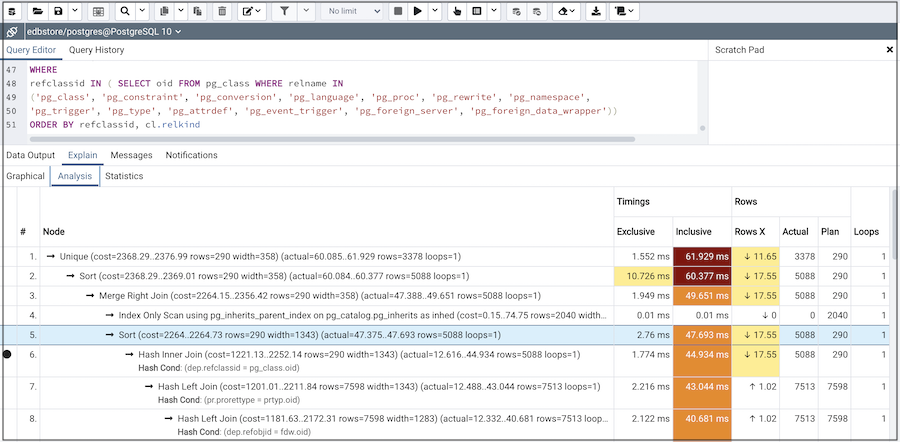 No limit
edbstore/postgres@PostgreSQL 10
Query Editor Query History
Scratch Pad
47 WHERE
48 refclassid IN ( SELECT oid FROM pg_class WHERE relname IN
49 ('pg_class', 'pg_constraint', 'pg_conversion', 'pg_language', 'pg_proc', 'pg_rewrite', 'pg_namespace',
50 'pg_trigger', 'pg_type', 'pg_attrdef', 'pg_event_trigger', 'pg_foreign_server', 'pg_foreign_data_wrapper'))
51 ORDER BY refclassid, cl.relkind
Data Output Explain Messages Notifications
Graphical Analysis Statistics
Timings Rows
# Node Exclusive Inclusive Rows X Actual Plan Loops
1. → Unique (cost=2368.29..2376.99 rows=290 width=358) (actual=60.085..61.929 rows=3378 loops=1) 1.552 ms 61.929 ms ↓ 11.65 3378 290 1
2. → Sort (cost=2368.29..2369.01 rows=290 width=358) (actual=60.084..60.377 rows=5088 loops=1) 10.726 ms 60.377 ms ↓ 17.55 5088 290 1
3. → Merge Right Join (cost=2264.15..2356.42 rows=290 width=358) (actual=47.388..49.651 rows=5088 loops=1) 1.949 ms 49.651 ms ↓ 17.55 5088 290 1
4. → Index Only Scan using pg_inherits_parent_index on pg_catalog.pg_inherits as inhed (cost=0.15..74.75 rows=2040 width... 0.01 ms 0.01 ms ↓ 0 0 2040 1
5. → Sort (cost=2264..2264.73 rows=290 width=1343) (actual=47.375..47.693 rows=5088 loops=1) 2.76 ms 47.693 ms ↓ 17.55 5088 290 1
6. → Hash Inner Join (cost=1221.13..2252.14 rows=290 width=1343) (actual=12.616..44.934 rows=5088 loops=1) 1.774 ms 44.934 ms ↓ 17.55 5088 290 1
Hash Cond: (dep.refclassid = pg_class.oid)
7. → Hash Left Join (cost=1201.01..2211.84 rows=7598 width=1343) (actual=12.488..43.044 rows=7513 loops=1) 2.216 ms 43.044 ms ↑ 1.02 7513 7598 1
Hash Cond: (pr.prorettype = prtyp.oid)
8. → Hash Left Join (cost=1181.63..2172.31 rows=7598 width=1283) (actual=12.332..40.681 rows=7513 loop... 2.122 ms 40.681 ms ↑ 1.02 7513 7598 1
Hash Cond: (dep.refobjid = fdw.oid)